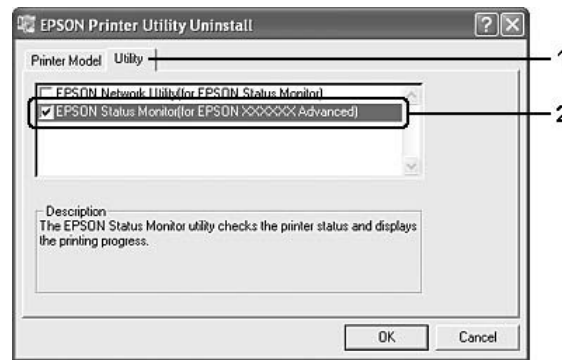 EPSON Printer Utility Uninstall
Printer Model Utility
1
EPSON Network Utility(for EPSON Status Monitor)
EPSON Status Monitor(for EPSON XXXXXX Advanced)
2
Description
The EPSON Status Monitor utility checks the printer status and displays
the printing progress.
OK Cancel